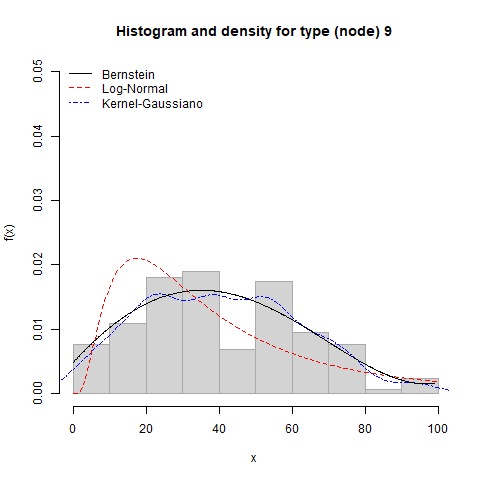 Histogram and density for type (node) 9
Bernstein
Log-Normal
Kernel-Gaussiano
f(x)
0.05
0.04
0.03
0.02
0.01
0.00
0 20 40 60 80 100
x